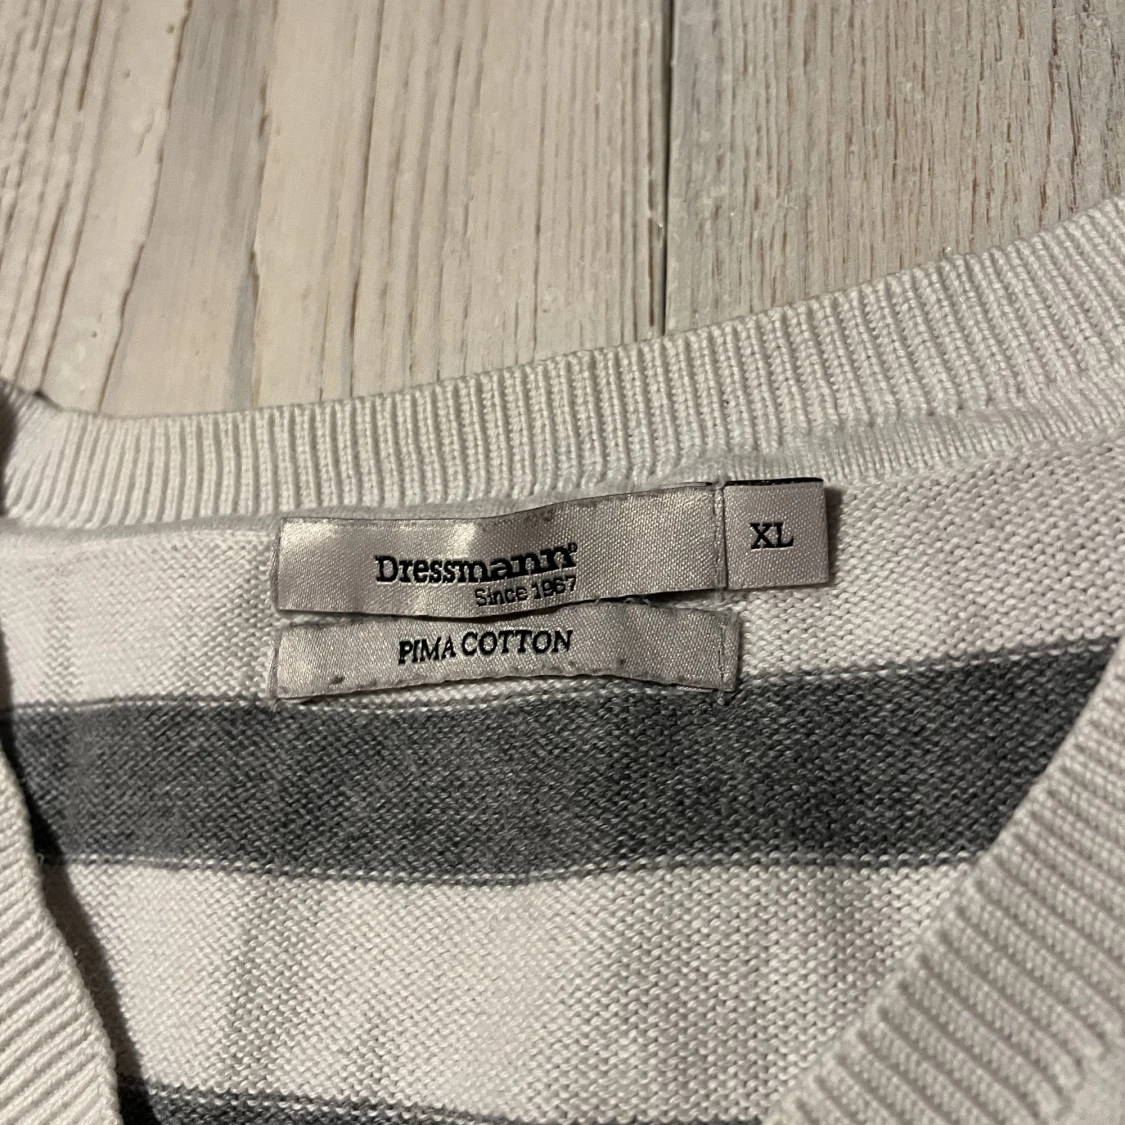 Dressmann®
Since 1967
XL
PIMA COTTON